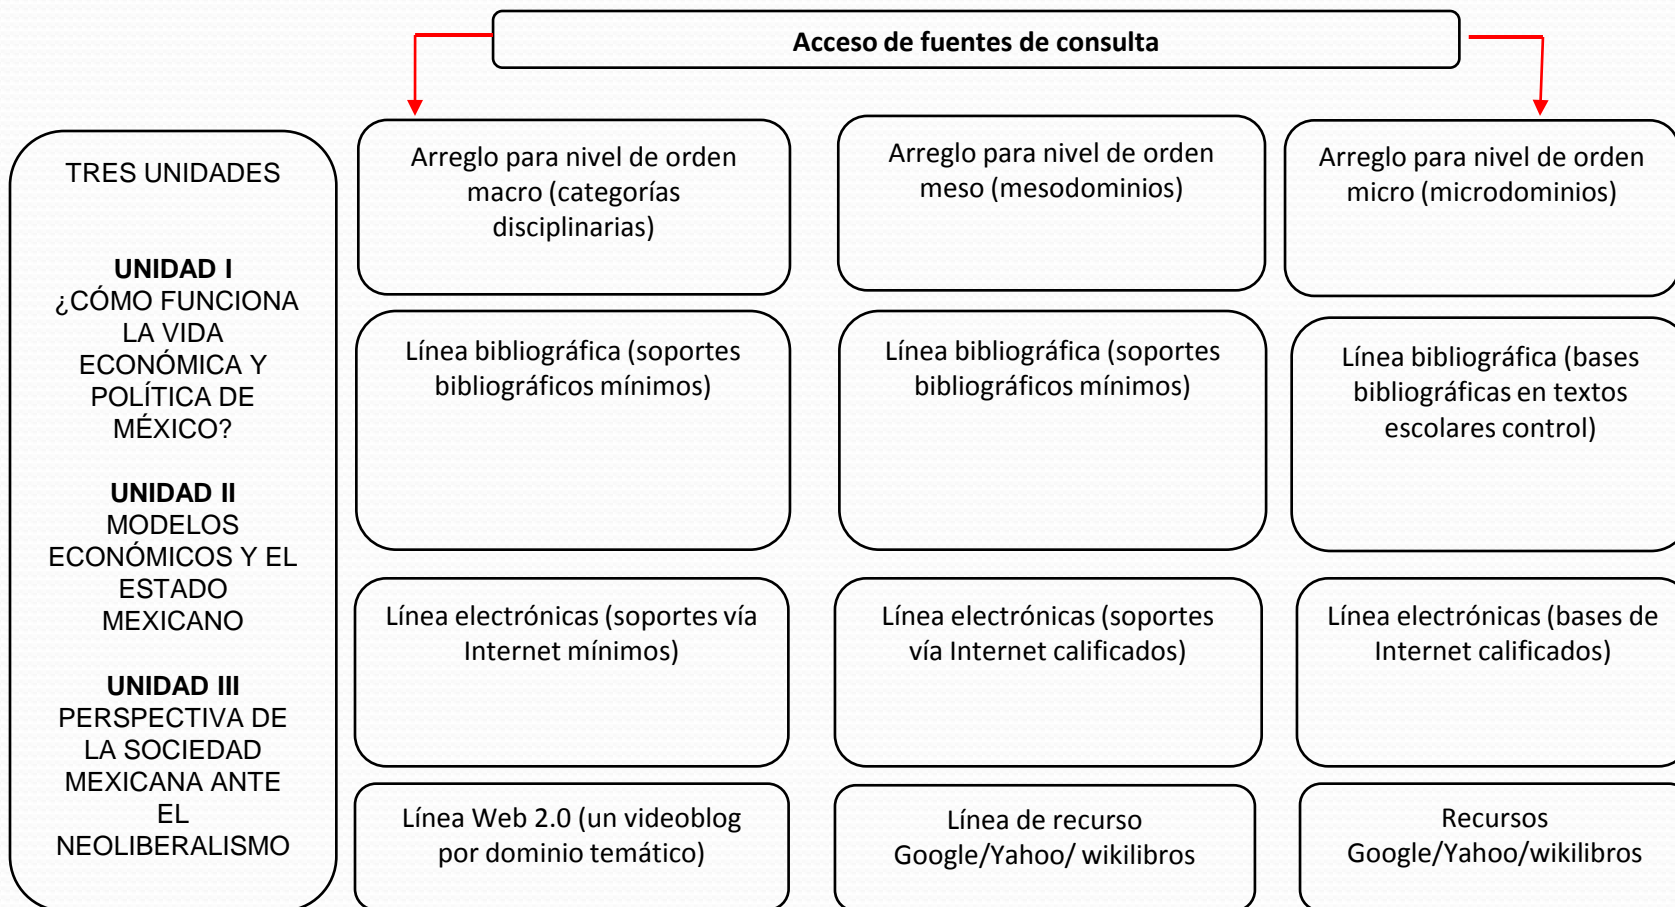 Acceso de fuentes de consulta
TRES UNIDADES
UNIDAD I
¿CÓMO FUNCIONA
LA VIDA
ECONÓMICA Y
POLÍTICA DE
MÉXICO?
UNIDAD II
MODELOS
ECONÓMICOS Y EL
ESTADO
MEXICANO
UNIDAD III
PERSPECTIVA DE
LA SOCIEDAD
MEXICANA ANTE
EL
NEOLIBERALISMO
Arreglo para nivel de orden
macro (categorías
disciplinarias)
Arreglo para nivel de orden
meso (mesodominios)
Arreglo para nivel de orden
micro (microdominios)
Línea bibliográfica (soportes
bibliográficos mínimos)
Línea bibliográfica (soportes
bibliográficos mínimos)
Línea bibliográfica (bases
bibliográficas en textos
escolares control)
Línea electrónicas (soportes vía
Internet mínimos)
Línea electrónicas (soportes
vía Internet calificados)
Línea electrónicas (bases de
Internet calificados)
Línea Web 2.0 (un videoblog
por dominio temático)
Línea de recurso
Google/Yahoo/ wikilibros
Recursos
Google/Yahoo/wikilibros